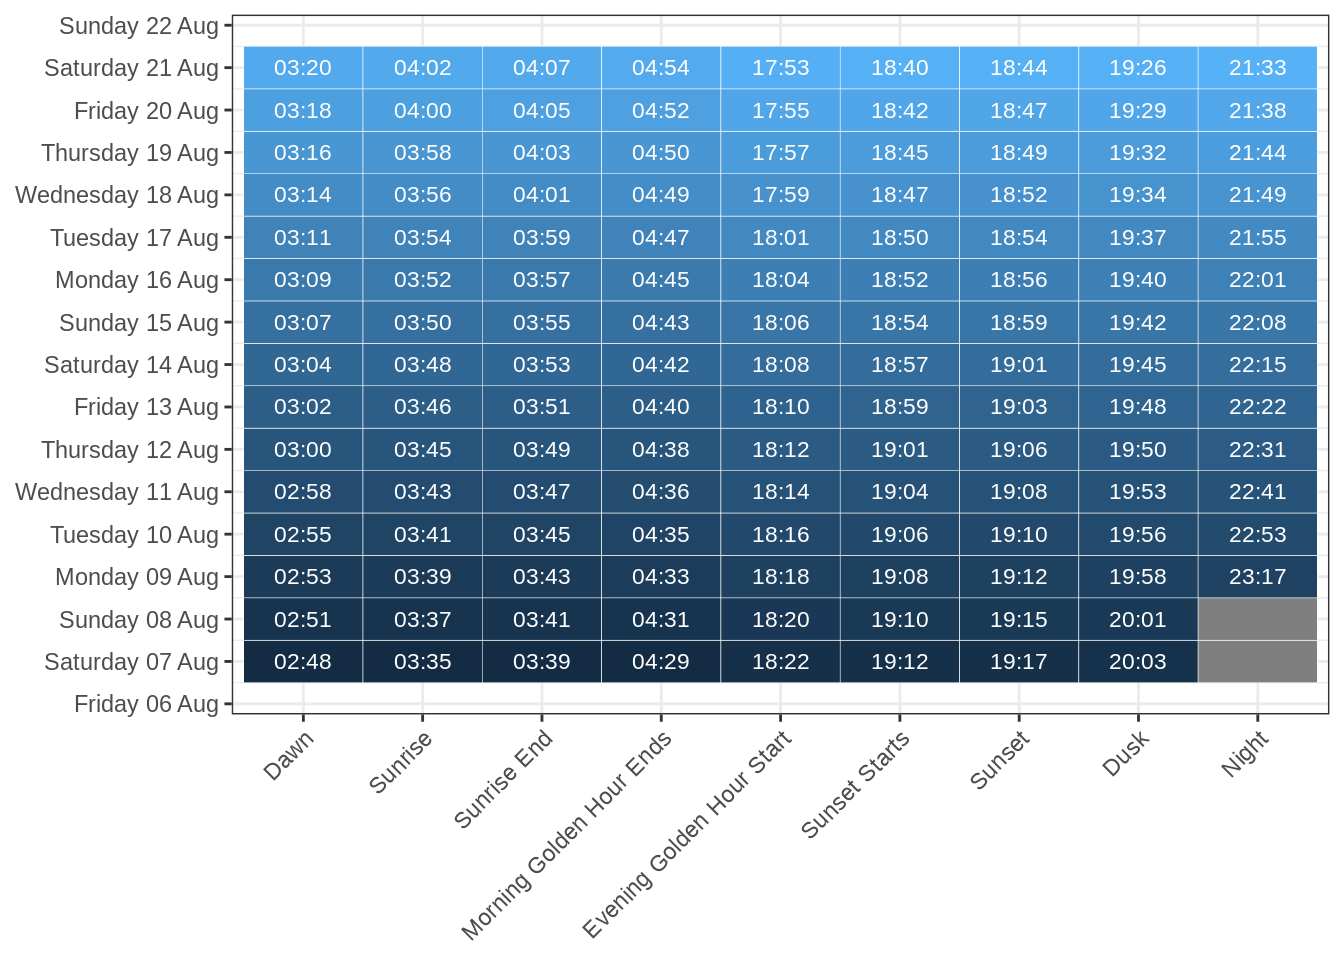 Sunday 22 Aug
Saturday 21 Aug 03:20 04:02 04:07 04:54 17:53 18:40 18:44 19:26 21:33
Friday 20 Aug 03:18 04:00 04:05 04:52 17:55 18:42 18:47 19:29 21:38
Thursday 19 Aug 03:16 03:58 04:03 04:50 17:57 18:45 18:49 19:32 21:44
Wednesday 18 Aug 03:14 03:56 04:01 04:49 17:59 18:47 18:52 19:34 21:49
Tuesday 17 Aug 03:11 03:54 03:59 04:47 18:01 18:50 18:54 19:37 21:55
Monday 16 Aug 03:09 03:52 03:57 04:45 18:04 18:52 18:56 19:40 22:01
Sunday 15 Aug 03:07 03:50 03:55 04:43 18:06 18:54 18:59 19:42 22:08
Saturday 14 Aug 03:04 03:48 03:53 04:42 18:08 18:57 19:01 19:45 22:15
Friday 13 Aug 03:02 03:46 03:51 04:40 18:10 18:59 19:03 19:48 22:22
Thursday 12 Aug 03:00 03:45 03:49 04:38 18:12 19:01 19:06 19:50 22:31
Wednesday 11 Aug 02:58 03:43 03:47 04:36 18:14 19:04 19:08 19:53 22:41
Tuesday 10 Aug 02:55 03:41 03:45 04:35 18:16 19:06 19:10 19:56 22:53
Monday 09 Aug 02:53 03:39 03:43 04:33 18:18 19:08 19:12 19:58 23:17
Sunday 08 Aug 02:51 03:37 03:41 04:31 18:20 19:10 19:15 20:01
Saturday 07 Aug 02:48 03:35 03:39 04:29 18:22 19:12 19:17 20:03
Friday 06 Aug
Dawn
Sunrise
Sunrise End
Morning Golden Hour Ends
Evening Golden Hour Start
Sunset Starts
Sunset
Dusk
Night